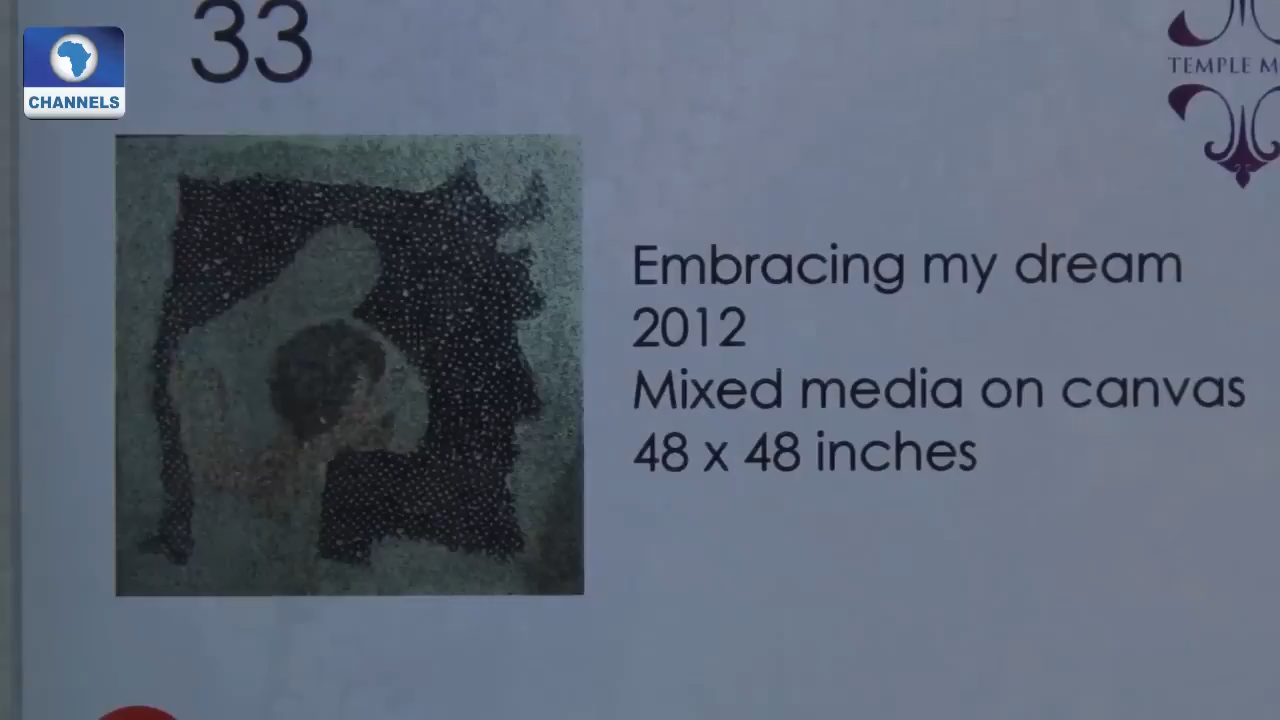 33
CHANNELS
TEMPLE M
Embracing my dream
2012
Mixed media on canvas
48 x 48 inches